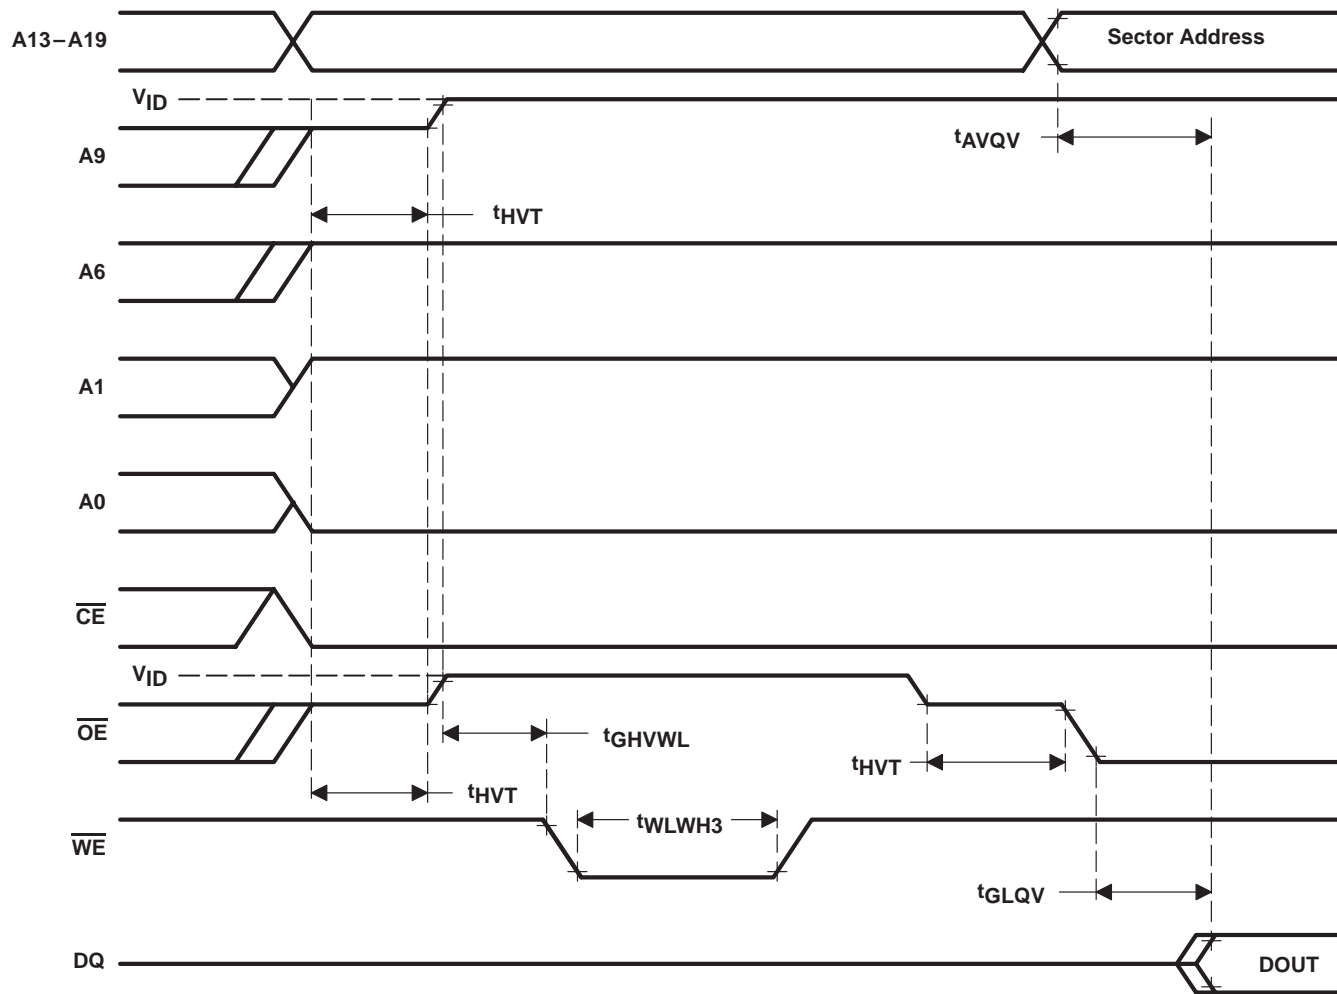 A13–A19
Sector Address
VID
A9
tAVQV
tHVT
A6
A1
A0
CE
VID
OE
tGHVWL
tHVT
tHVT
tWLWH3
WE
tGLQV
DQ
DOUT